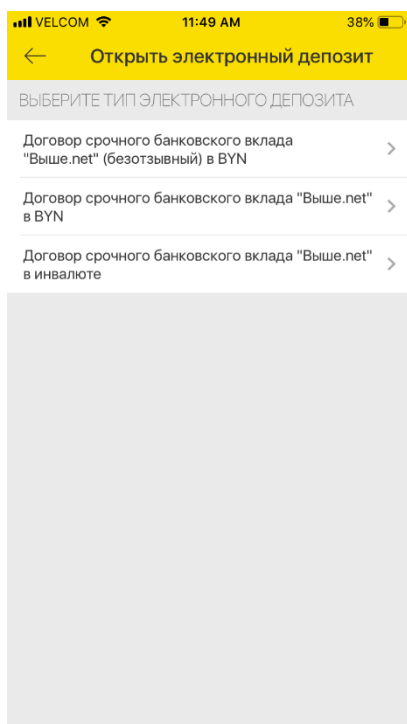 VELCOM 11:49 AM 38%
Открыть электронный депозит
ВЫБЕРИТЕ ТИП ЭЛЕКТРОННОГО ДЕПОЗИТА
Договор срочного банковского вклада
"Выше.net" (безотзывный) в BYN
Договор срочного банковского вклада "Выше.net"
в BYN
Договор срочного банковского вклада "Выше.net"
в инвалюте